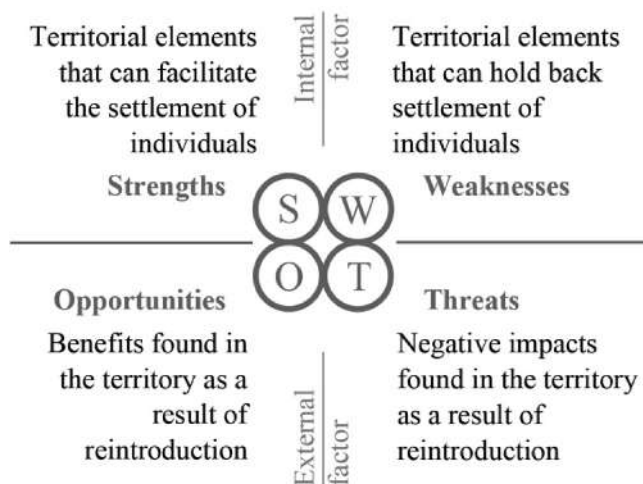 Territorial elements
that can facilitate
the settlement of
individuals
Strengths
Internal
factor
Territorial elements
that can hold back
settlement of
individuals
Weaknesses
S W
O T
Opportunities
Benefits found in
the territory as a
result of
reintroduction
External
factor
Threats
Negative impacts
found in the territory
as a result of
reintroduction